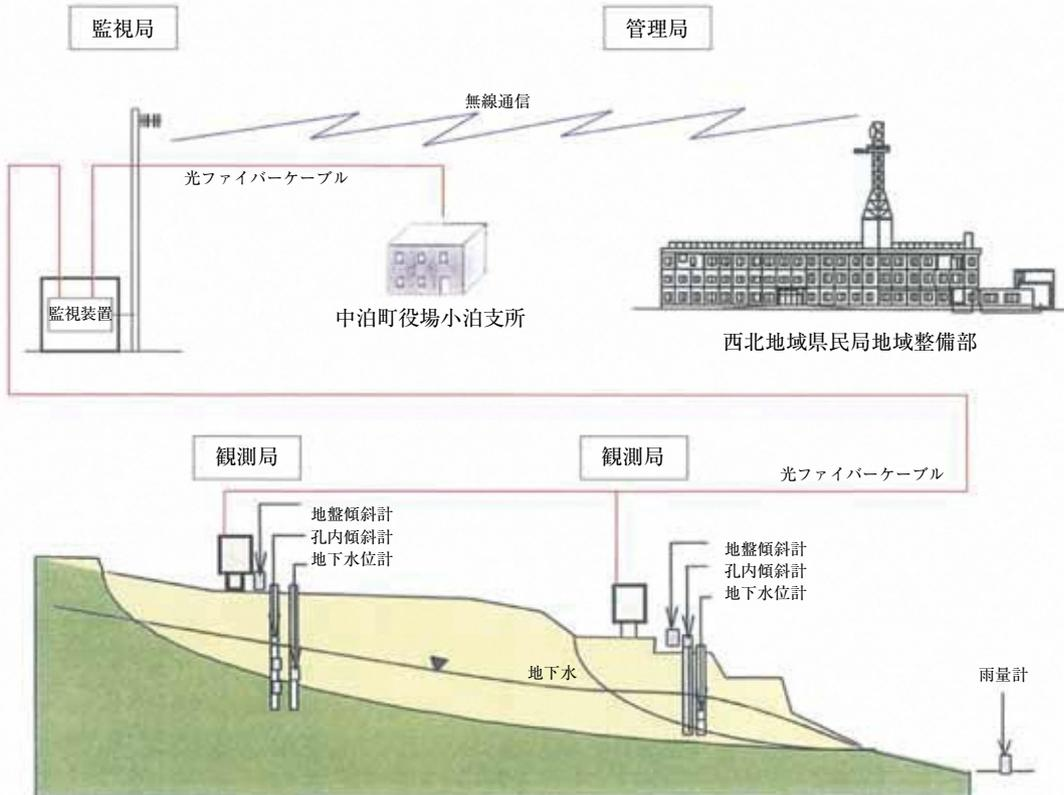 監視局
管理局
無線通信
光ファイバーケーブル
監視装置
中泊町役場小泊支所
西北地域県民局地域整備部
観測局
観測局
光ファイバーケーブル
地盤傾斜計
孔内傾斜計
地下水位計
地盤傾斜計
孔内傾斜計
地下水位計
地下水
雨量計